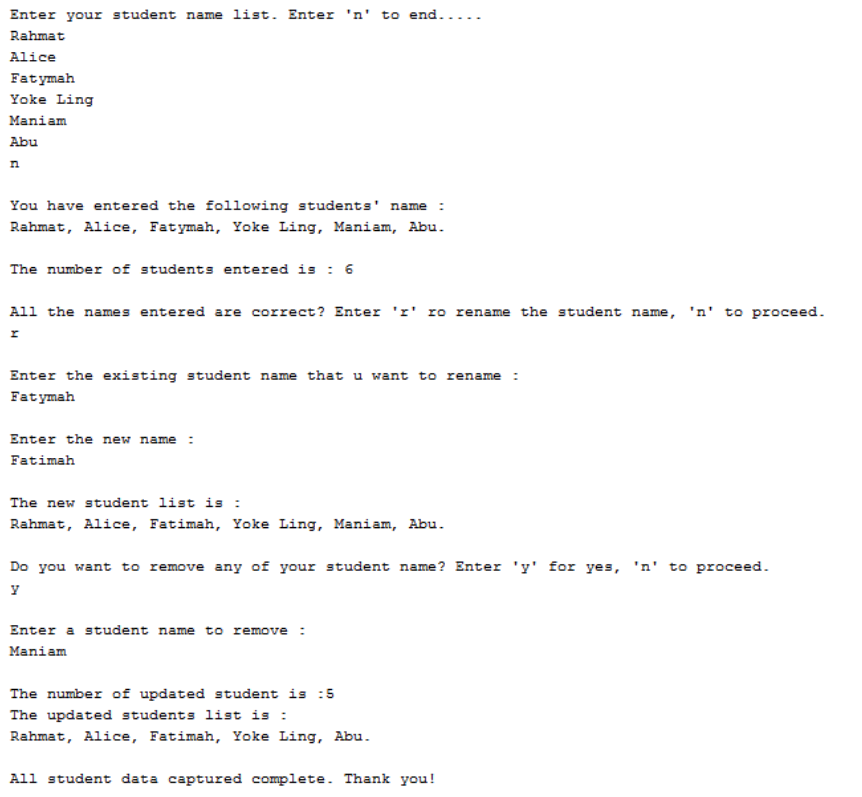 Enter your student name list. Enter 'n' to end.....
Rahmat
Alice
Fatymah
Yoke Ling
Maniam
Abu
n
You have entered the following students' name :
Rahmat, Alice, Fatymah, Yoke Ling, Maniam, Abu.
The number of students entered is : 6
All the names entered are correct? Enter 'r' ro rename the student name, 'n' to proceed.
r
Enter the existing student name that u want to rename :
Fatymah
Enter the new name :
Fatimah
The new student list is :
Rahmat, Alice, Fatimah, Yoke Ling, Maniam, Abu.
Do you want to remove any of your student name? Enter 'y' for yes, 'n' to proceed.
y
Enter a student name to remove :
Maniam
The number of updated student is :5
The updated students list is :
Rahmat, Alice, Fatimah, Yoke Ling, Abu.
All student data captured complete. Thank you!